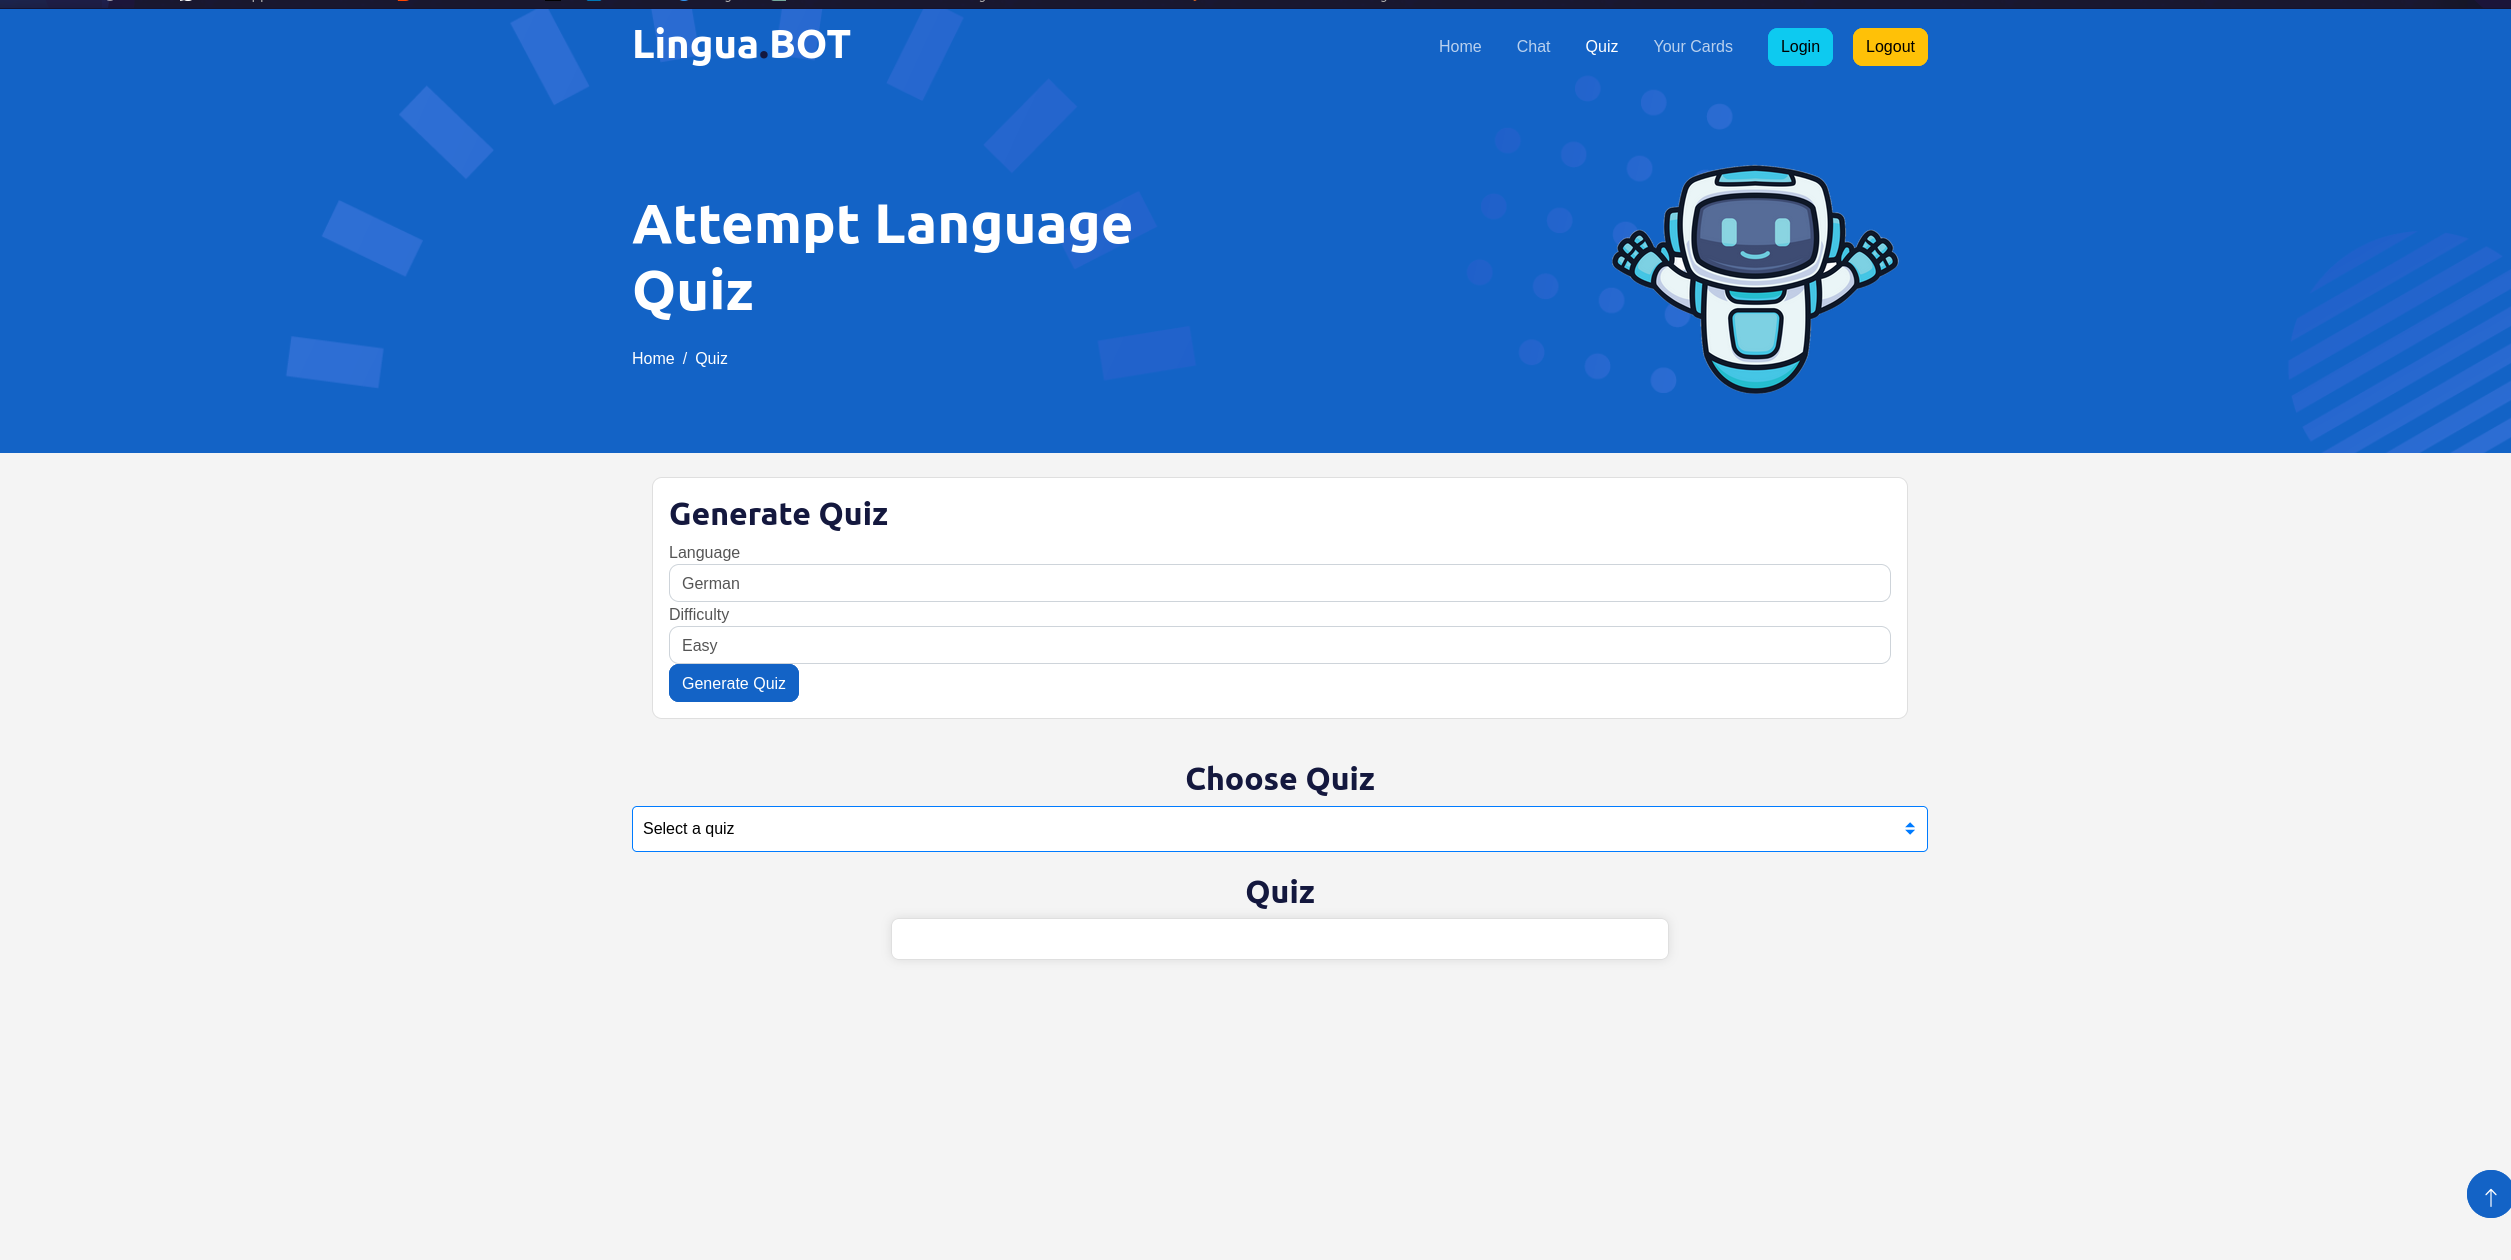 Lingua.BOT
Home
Chat
Quiz
Your Cards
Login
Logout
Attempt Language
Quiz
Home / Quiz
Generate Quiz
Language
German
Difficulty
Easy
Generate Quiz
Choose Quiz
Select a quiz
Quiz